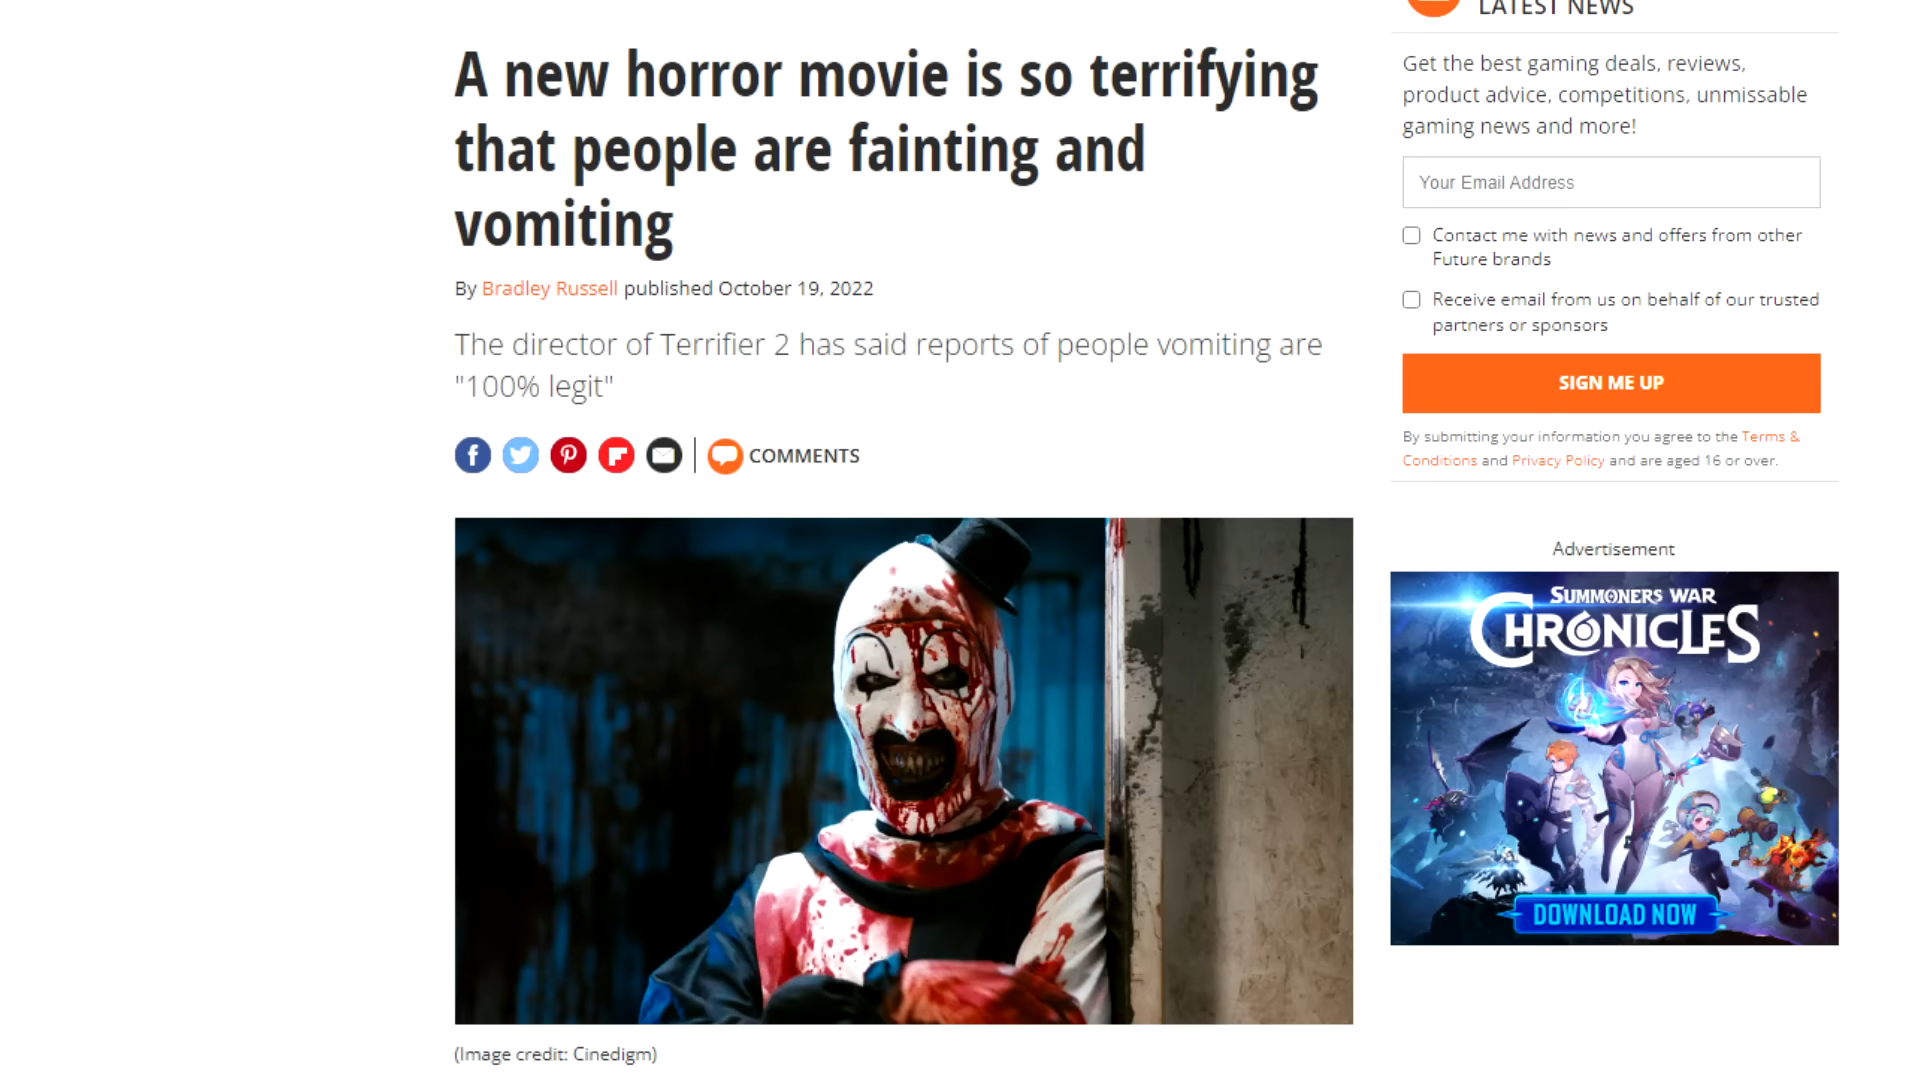 A new horror movie is so terrifying
that people are fainting and
vomiting
By Bradley Russell published October 19, 2022
The director of Terrifier 2 has said reports of people vomiting are
"100% legit"
COMMENTS
(Image credit: Cinedigm)
LATEST NEWS
Get the best gaming deals, reviews,
product advice, competitions, unmissable
gaming news and more!
Your Email Address
Contact me with news and offers from other
Future brands
Receive email from us on behalf of our trusted
partners or sponsors
SIGN ME UP
By submitting your information you agree to the Terms &
Conditions and Privacy Policy and are aged 16 or over.
Advertisement
SUMMONERS WAR
CHRONICLES
DOWNLOAD NOW